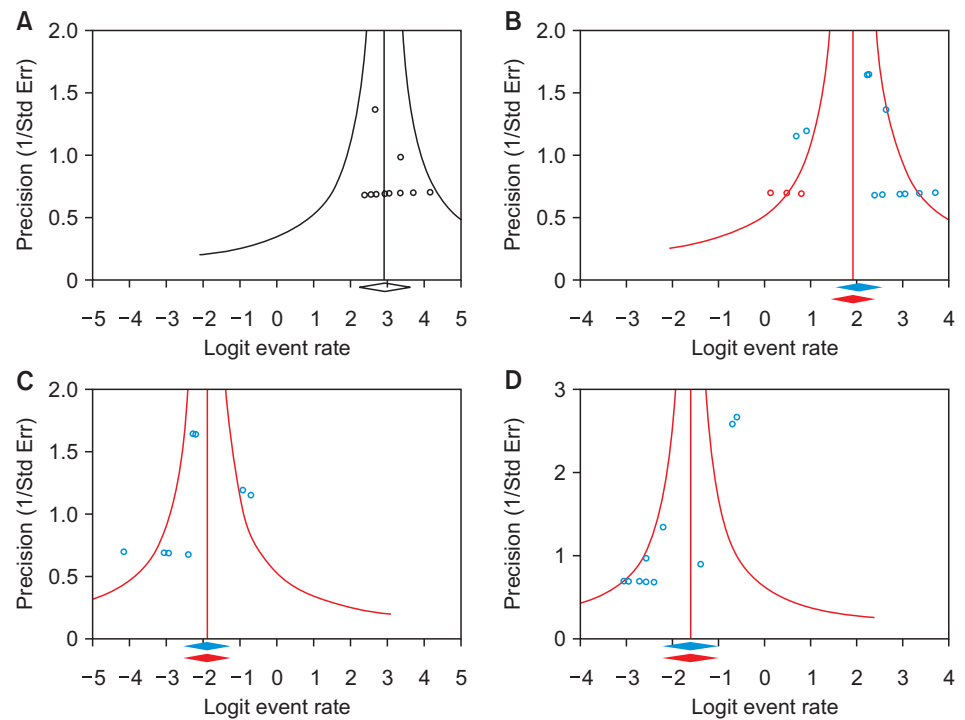 A
Precision (1/Std Err)
2.0
1.5
1.0
0.5
0
−5 −4 −3 −2 −1 0 1 2 3 4 5
Logit event rate
B
Precision (1/Std Err)
2.0
1.5
1.0
0.5
0
−4 −3 −2 −1 0 1 2 3 4
Logit event rate
C
Precision (1/Std Err)
2.0
1.5
1.0
0.5
0
−5 −4 −3 −2 −1 0 1 2 3 4 5
Logit event rate
D
Precision (1/Std Err)
3
2
1
0
−4 −3 −2 −1 0 1 2 3 4
Logit event rate